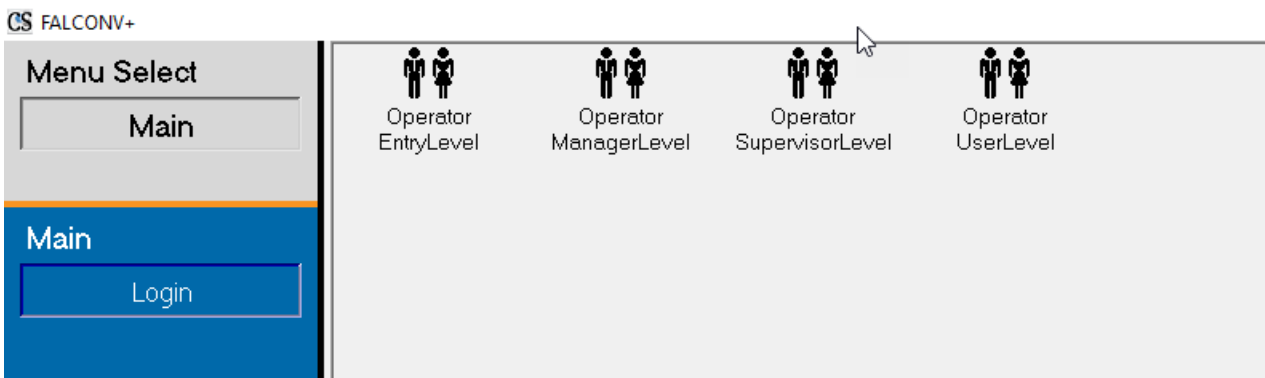 CS FALCONV+
Menu Select
Main
Main
Login
Operator
EntryLevel
Operator
ManagerLevel
Operator
SupervisorLevel
Operator
UserLevel